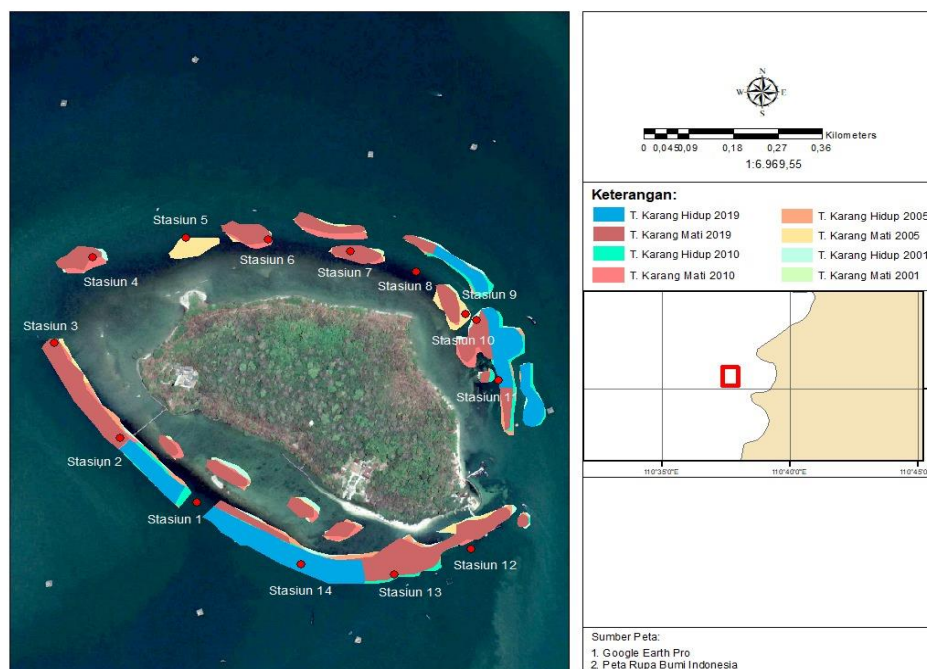 Stasiun 5
Stasiun 6
Stasiun 7
Stasiun 4
Stasiun 8
Stasiun 9
Stasiun 3
Stasiun 10
Stasiun 11
Stasiun 2
Stasiun 1
Stasiun 12
Stasiun 14
Stasiun 13
N
W E
S
Kilometers
0 0,045 0,09 0,18 0,27 0,36
1:6.969,55
Keterangan:
T. Karang Hidup 2019
T. Karang Mati 2019
T. Karang Hidup 2010
T. Karang Mati 2010
T. Karang Hidup 2005
T. Karang Mati 2005
T. Karang Hidup 2001
T. Karang Mati 2001
110°35'0"E 110°40'0"E 110°45'0
Sumber Peta:
1. Google Earth Pro
2. Peta Rupa Bumi Indonesia